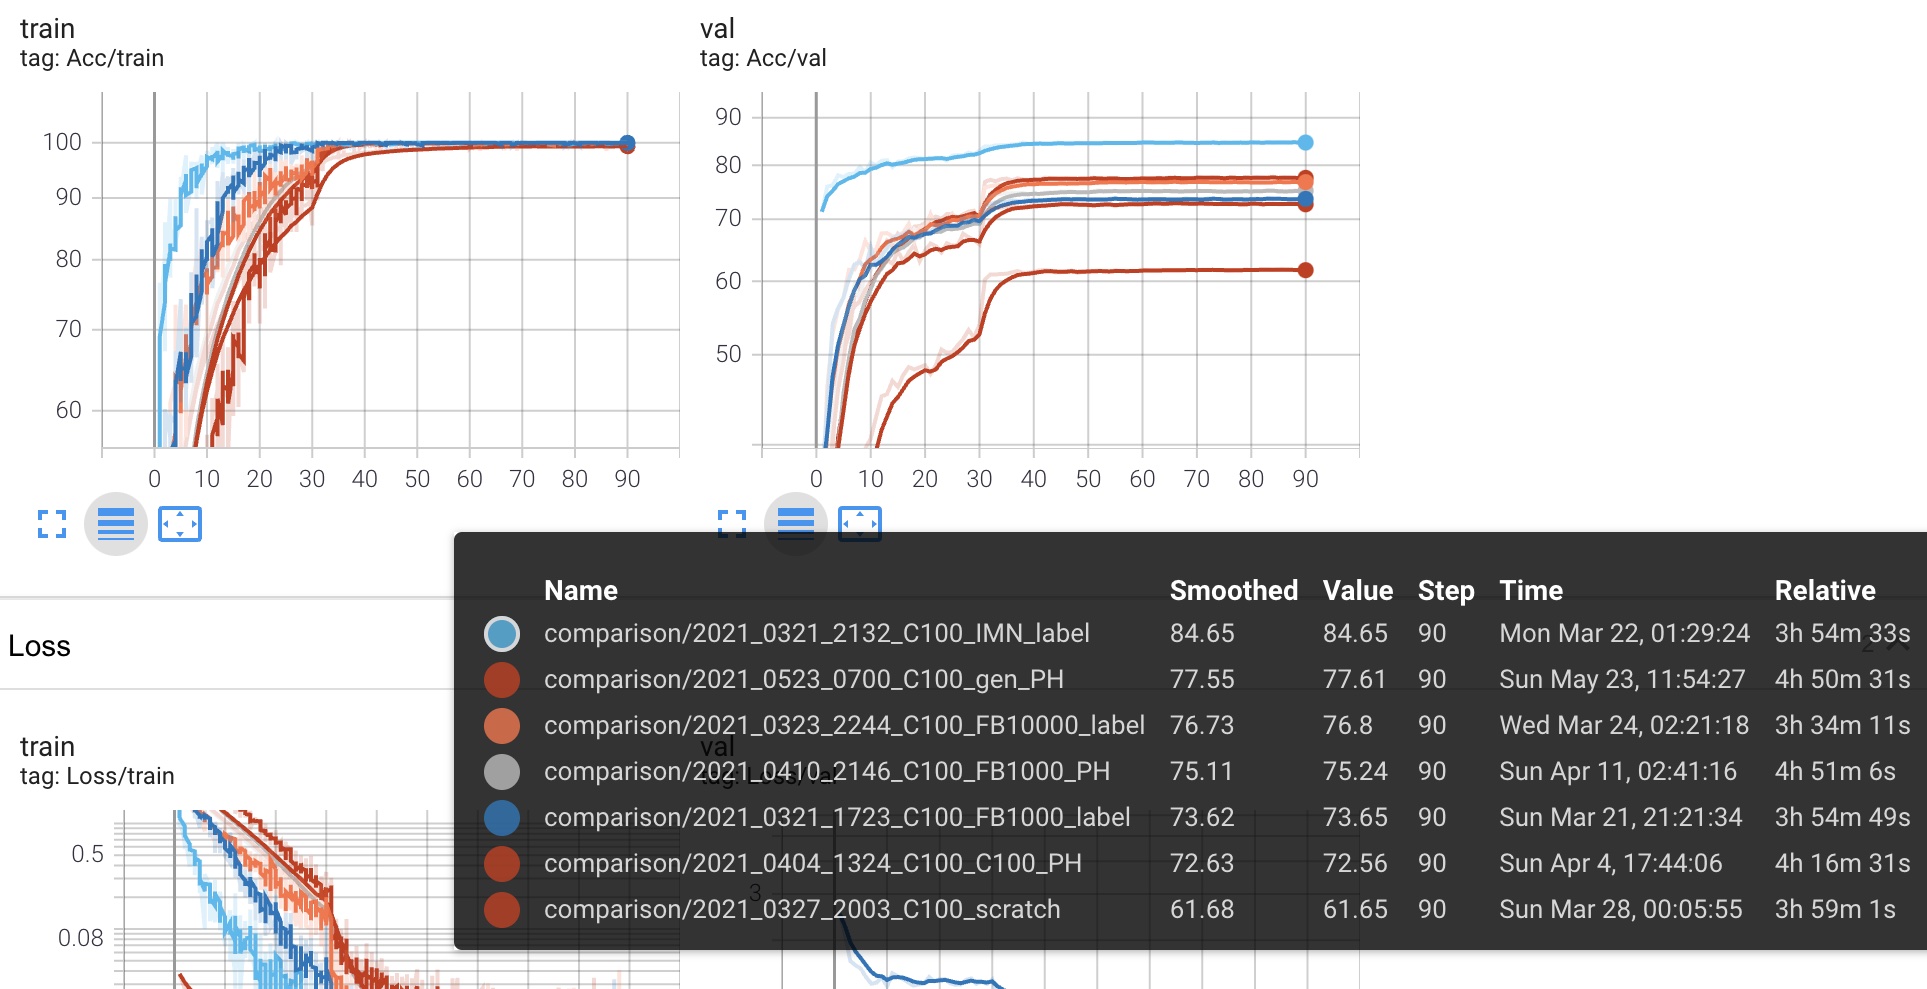 train
tag: Acc/train
100
90
80
70
60
0 10 20 30 40 50 60 70 80 90
val
tag: Acc/val
90
80
70
60
50
0 10 20 30 40 50 60 70 80 90
Name Smoothed Value Step Time Relative
comparison/2021_0321_2132_C100_IMN_label 84.65 84.65 90 Mon Mar 22, 01:29:24 3h 54m 33s
comparison/2021_0523_0700_C100_gen_PH 77.55 77.61 90 Sun May 23, 11:54:27 4h 50m 31s
comparison/2021_0323_2244_C100_FB10000_label 76.73 76.8 90 Wed Mar 24, 02:21:18 3h 34m 11s
comparison/2021_0410_2146_C100_FB1000_PH 75.11 75.24 90 Sun Apr 11, 02:41:16 4h 51m 6s
comparison/2021_0321_1723_C100_FB1000_label 73.62 73.65 90 Sun Mar 21, 21:21:34 3h 54m 49s
comparison/2021_0404_1324_C100_C100_PH 72.63 72.56 90 Sun Apr 4, 17:44:06 4h 16m 31s
comparison/2021_0327_2003_C100_scratch 61.68 61.65 90 Sun Mar 28, 00:05:55 3h 59m 1s
Loss
2
train
tag: Loss/train
0.5
0.08
val
tag: Loss/val
3